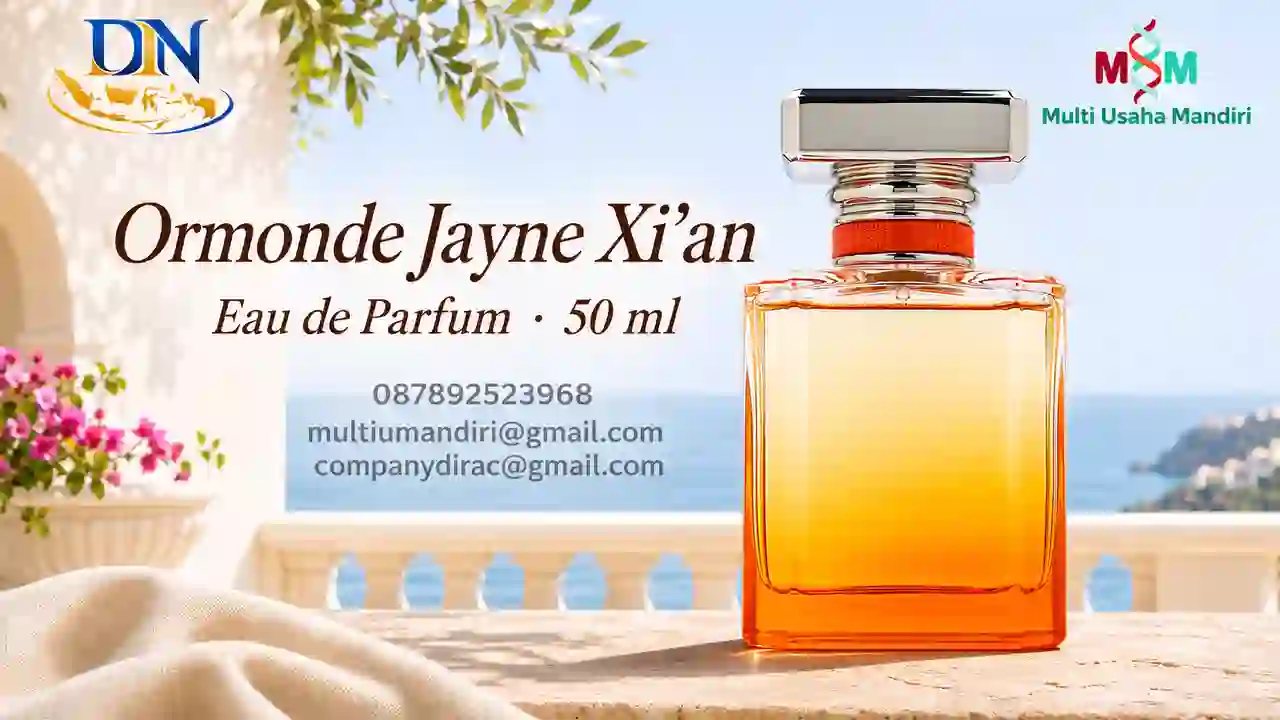 DN
MSM
Multi Usaha Mandiri
Ormonde Jayne Xi’an
Eau de Parfum · 50 ml
087892523968
multiumandiri@gmail.com
companydirac@gmail.com